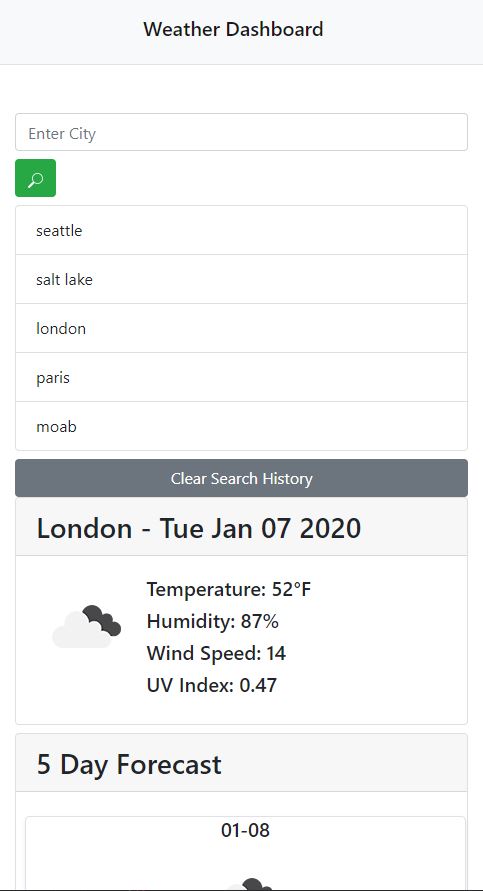 Weather Dashboard
Enter City
seattle
salt lake
london
paris
moab
Clear Search History
London - Tue Jan 07 2020
Temperature: 52°F
Humidity: 87%
Wind Speed: 14
UV Index: 0.47
5 Day Forecast
01-08